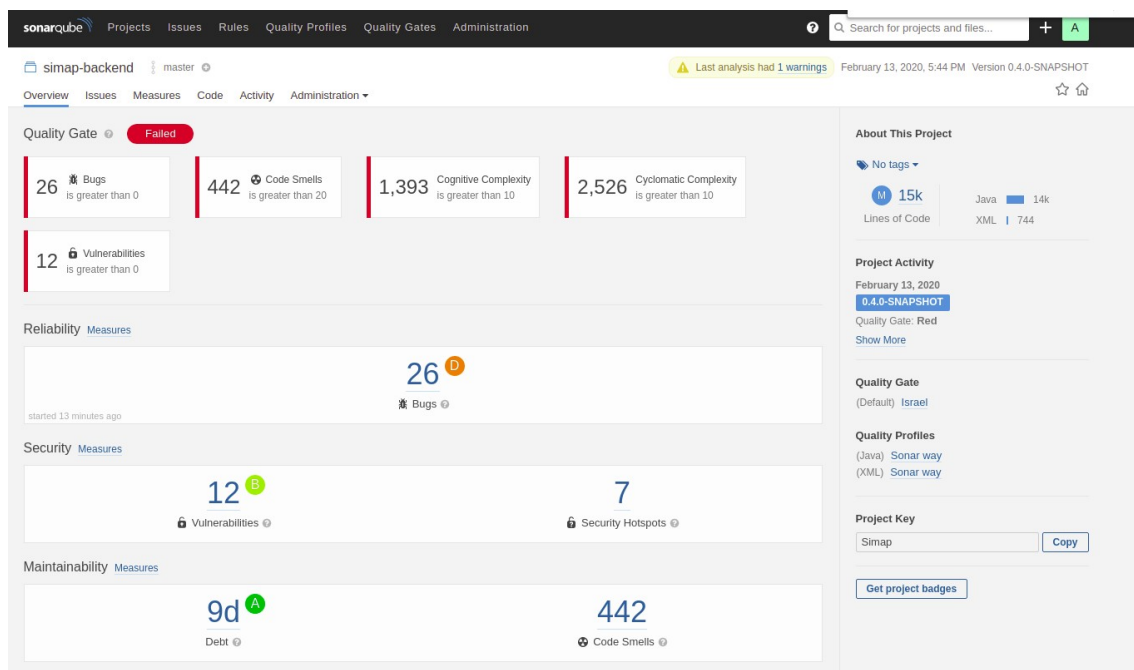 sonarqube Projects Issues Rules Quality Profiles Quality Gates Administration ? Search for projects and files... + A
simap-backend master Last analysis had 1 warnings February 13, 2020, 5:44 PM Version 0.4.0-SNAPSHOT
Overview Issues Measures Code Activity Administration
Quality Gate ? Failed
26 Bugs
is greater than 0
442 Code Smells
is greater than 20
1,393 Cognitive Complexity
is greater than 10
2,526 Cyclomatic Complexity
is greater than 10
12 Vulnerabilities
is greater than 0
Reliability Measures
26 D
Bugs ?
started 13 minutes ago
Security Measures
12 B
Vulnerabilities ?
7
Security Hotspots ?
Maintainability Measures
9d A
Debt ?
442
Code Smells ?
About This Project
No tags
M 15k
Lines of Code
Java 14k
XML 744
Project Activity
February 13, 2020
0.4.0-SNAPSHOT
Quality Gate: Red
Show More
Quality Gate
(Default) Israel
Quality Profiles
(Java) Sonar way
(XML) Sonar way
Project Key
Simap Copy
Get project badges